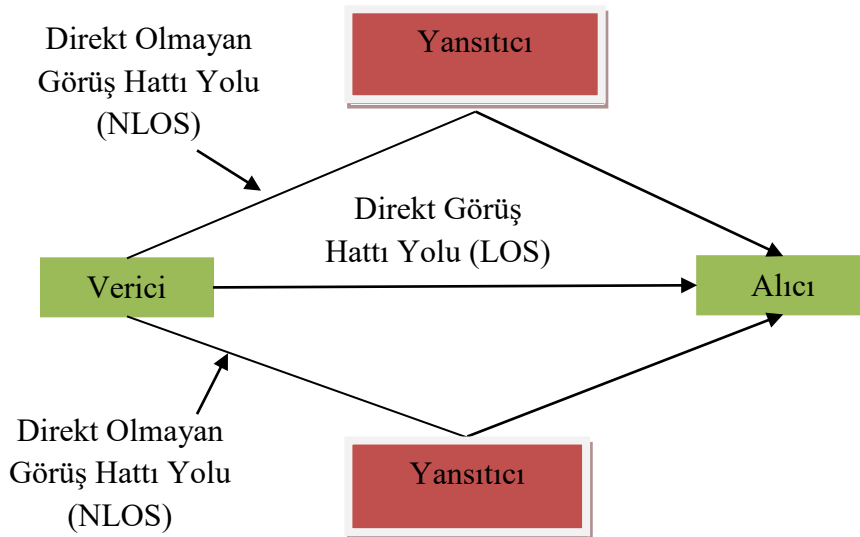 Direkt Olmayan
Görüş Hattı Yolu
(NLOS)
Yansıtıcı
Direkt Görüş
Hattı Yolu (LOS)
Verici
Alıcı
Direkt Olmayan
Görüş Hattı Yolu
(NLOS)
Yansıtıcı